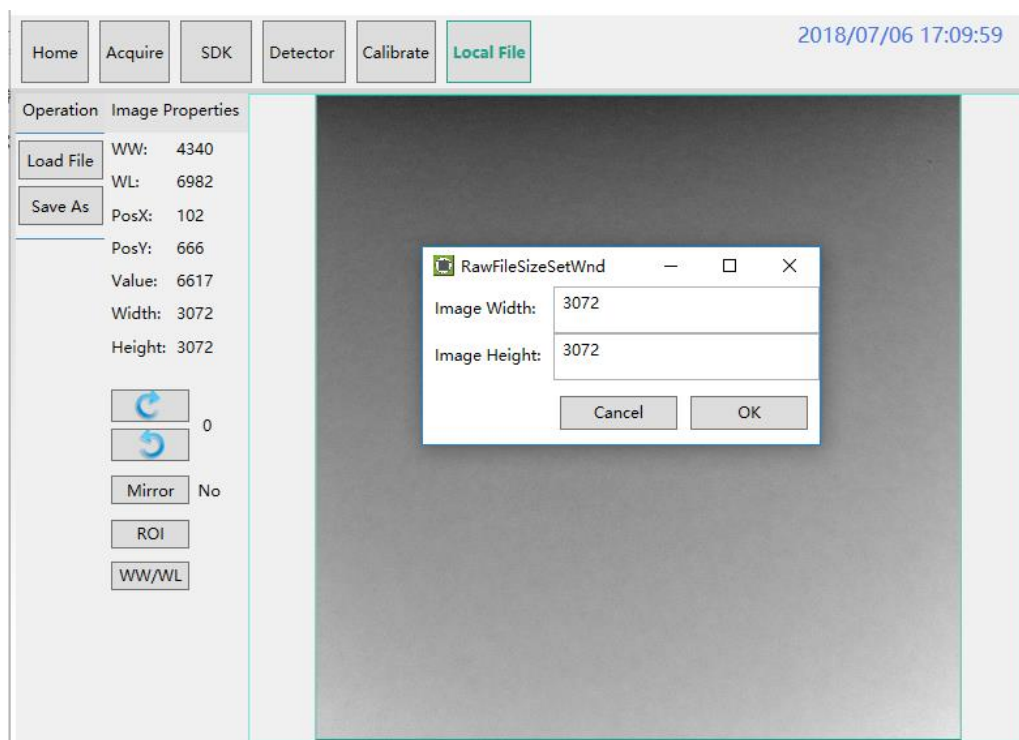 Home Acquire SDK Detector Calibrate Local File
2018/07/06 17:09:59
Operation Image Properties
Load File
Save As
WW: 4340
WL: 6982
PosX: 102
PosY: 666
Value: 6617
Width: 3072
Height: 3072
0
Mirror No
ROI
WW/WL
RawFileSizeSetWnd
Image Width: 3072
Image Height: 3072
Cancel OK